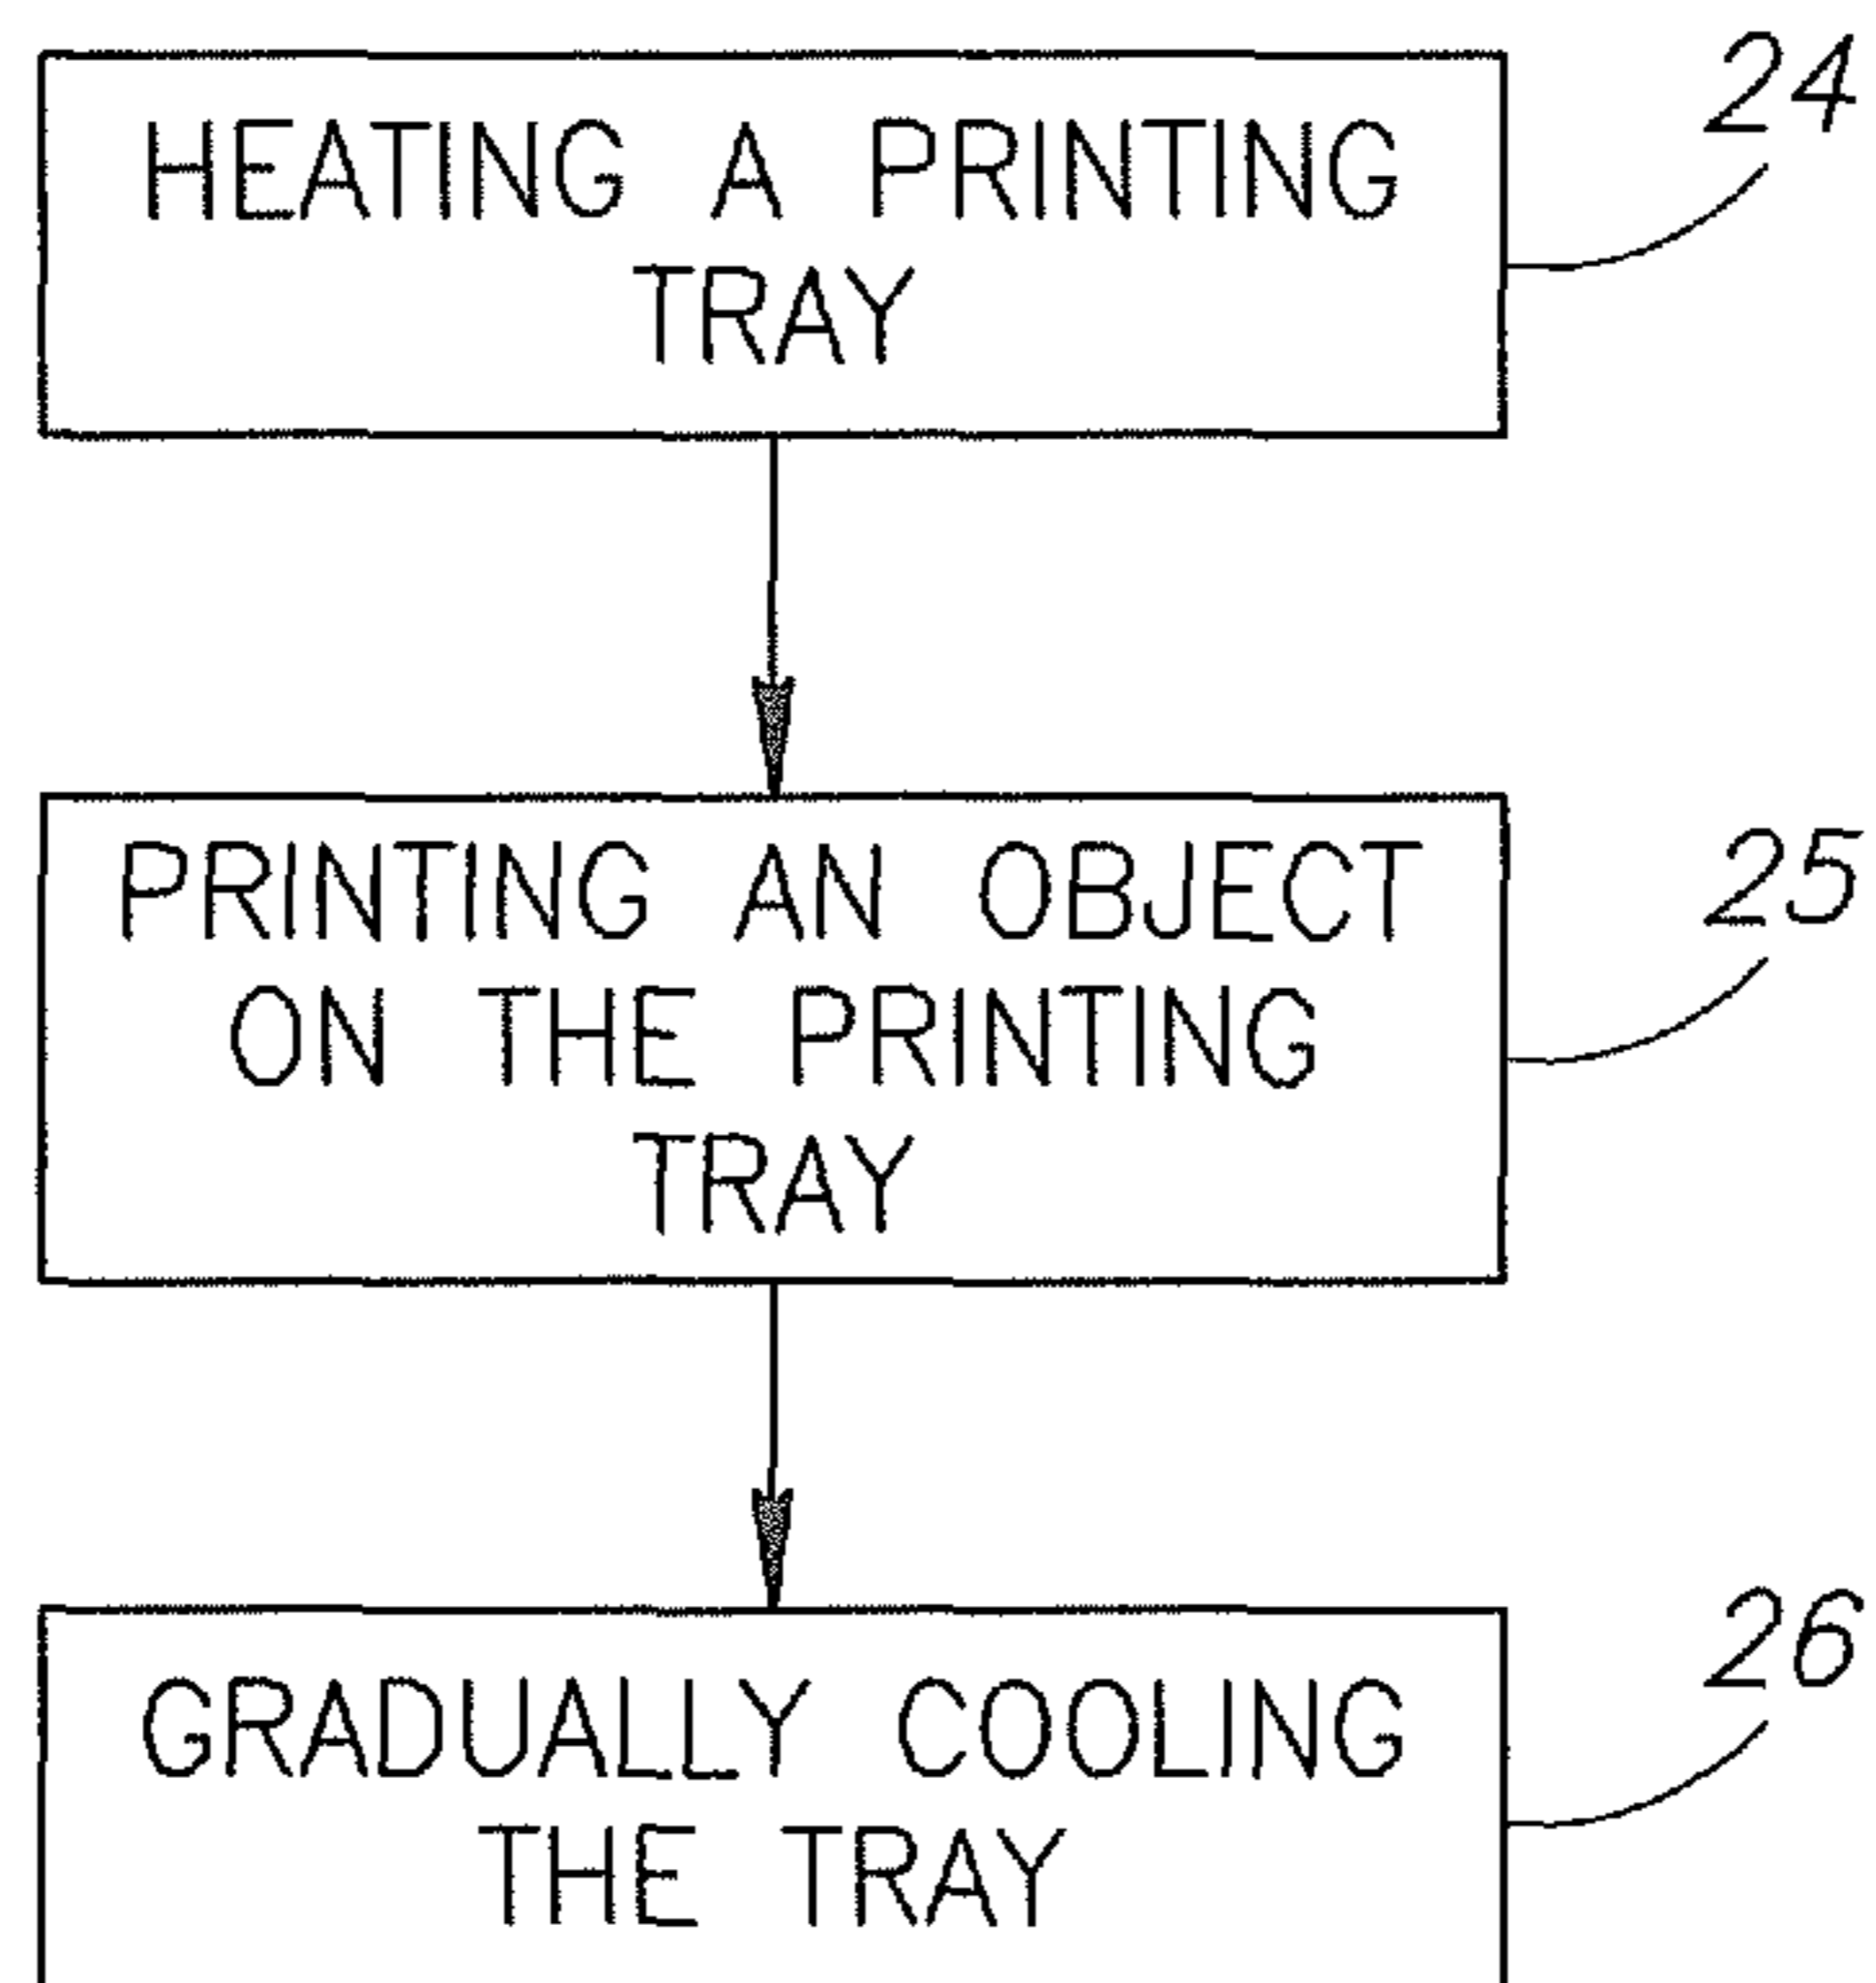 24
HEATING A PRINTING
TRAY
25
PRINTING AN OBJECT
ON THE PRINTING
TRAY
26
GRADUALLY COOLING
THE TRAY